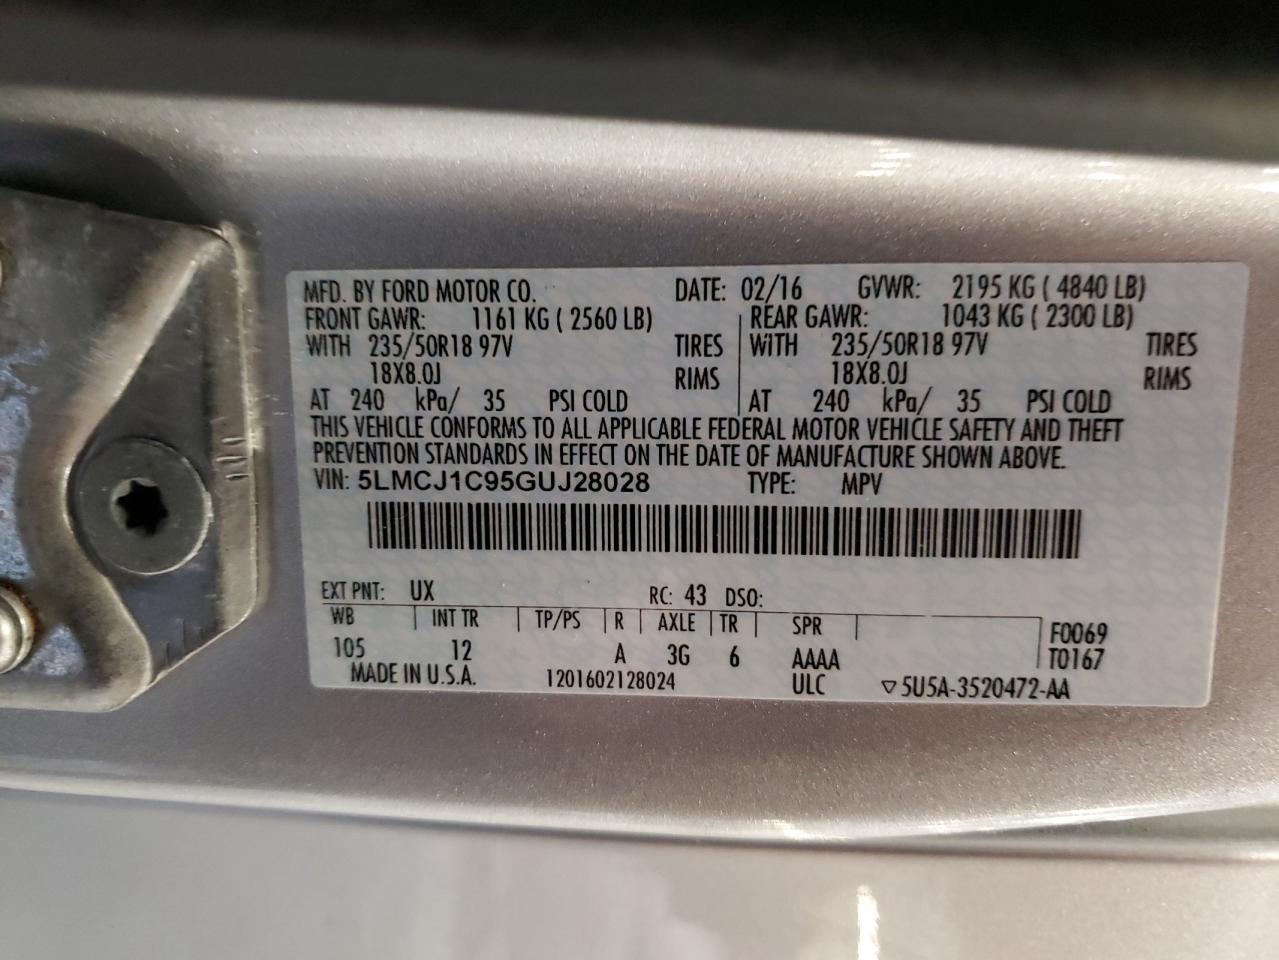 MFD. BY FORD MOTOR CO. DATE: 02/16 GVWR: 2195 KG ( 4840 LB)
FRONT GAWR: 1161 KG ( 2560 LB) REAR GAWR: 1043 KG ( 2300 LB)
WITH 235/50R18 97V TIRES WITH 235/50R18 97V TIRES
18X8.0J RIMS 18X8.0J RIMS
AT 240 kPa/ 35 PSI COLD AT 240 kPa/ 35 PSI COLD
THIS VEHICLE CONFORMS TO ALL APPLICABLE FEDERAL MOTOR VEHICLE SAFETY AND THEFT
PREVENTION STANDARDS IN EFFECT ON THE DATE OF MANUFACTURE SHOWN ABOVE.
VIN: 5LMCJ1C95GUJ28028 TYPE: MPV
EXT PNT: UX RC: 43 DSO:
WB INT TR TP/PS R AXLE TR SPR F0069
105 12 A 3G 6 AAAA T0167
MADE IN U.S.A. 1201602128024 ULC ▽5U5A-3520472-AA